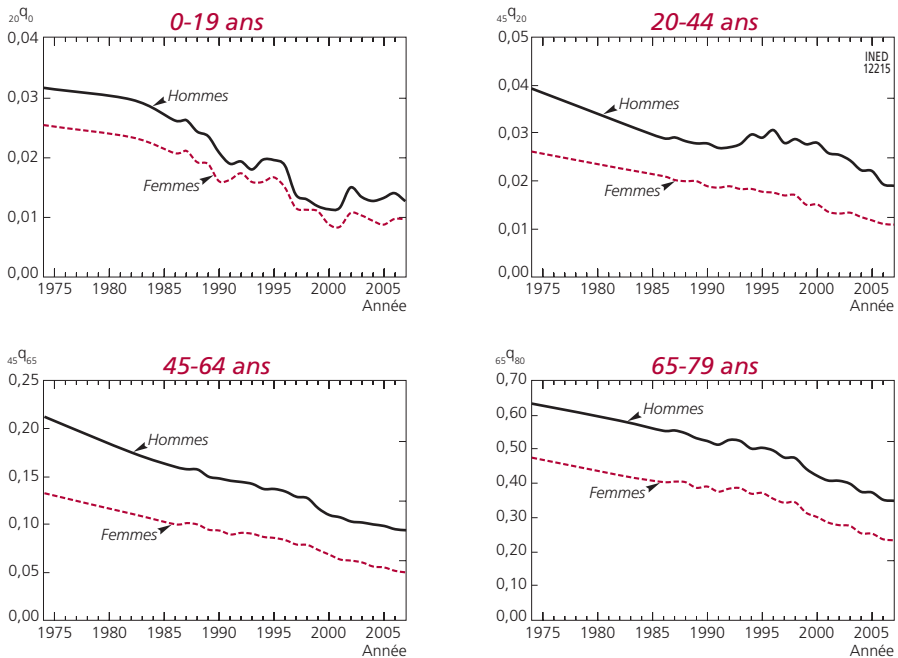 20q0
0-19 ans
0,04
0,03
0,02
0,01
0,00
Hommes
Femmes
1975 1980 1985 1990 1995 2000 2005
Année
45q20
20-44 ans
0,05
0,04
0,03
0,02
0,01
0,00
INED
12215
Hommes
Femmes
1975 1980 1985 1990 1995 2000 2005
Année
45q65
45-64 ans
0,25
0,20
0,15
0,10
0,05
0,00
Hommes
Femmes
1975 1980 1985 1990 1995 2000 2005
Année
65q80
65-79 ans
0,70
0,60
0,50
0,40
0,30
0,20
0,10
0,00
Hommes
Femmes
1975 1980 1985 1990 1995 2000 2005
Année